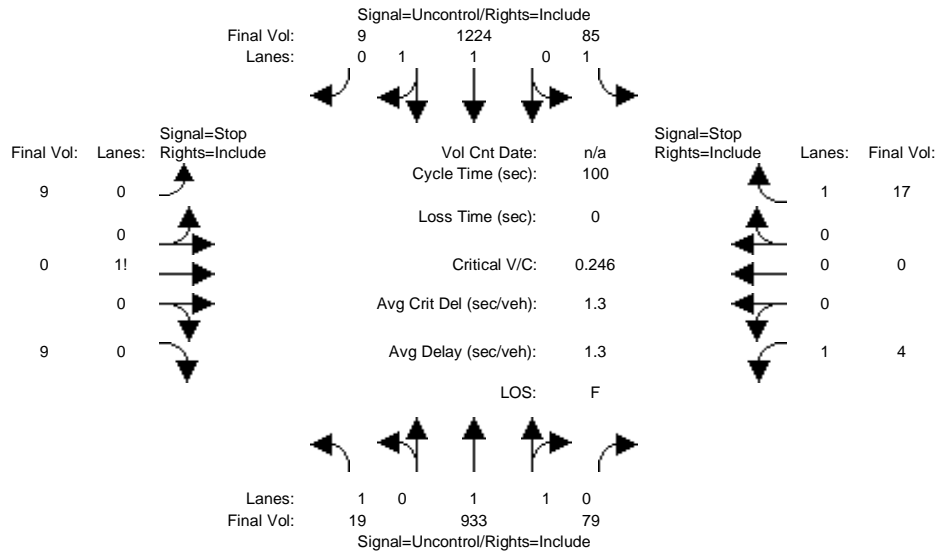 Signal=Uncontrol/Rights=Include
Final Vol: 9 1224 85
Lanes: 0 1 1 0 1
Signal=Stop Signal=Stop
Final Vol: Lanes: Rights=Include Vol Cnt Date: n/a Rights=Include Lanes: Final Vol:
Cycle Time (sec): 100
9 0 1 17
Loss Time (sec): 0
0 0
0 1! Critical V/C: 0.246 0 0
0 Avg Crit Del (sec/veh): 1.3 0
9 0 Avg Delay (sec/veh): 1.3 1 4
LOS: F
Lanes: 1 0 1 1 0
Final Vol: 19 933 79
Signal=Uncontrol/Rights=Include